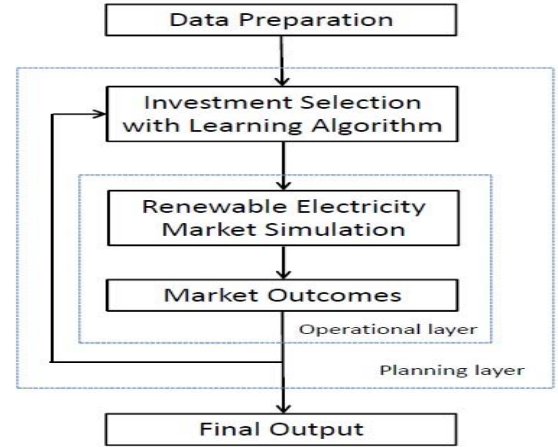 Data Preparation
Investment Selection
with Learning Algorithm
Renewable Electricity
Market Simulation
Market Outcomes
Operational layer
Planning layer
Final Output